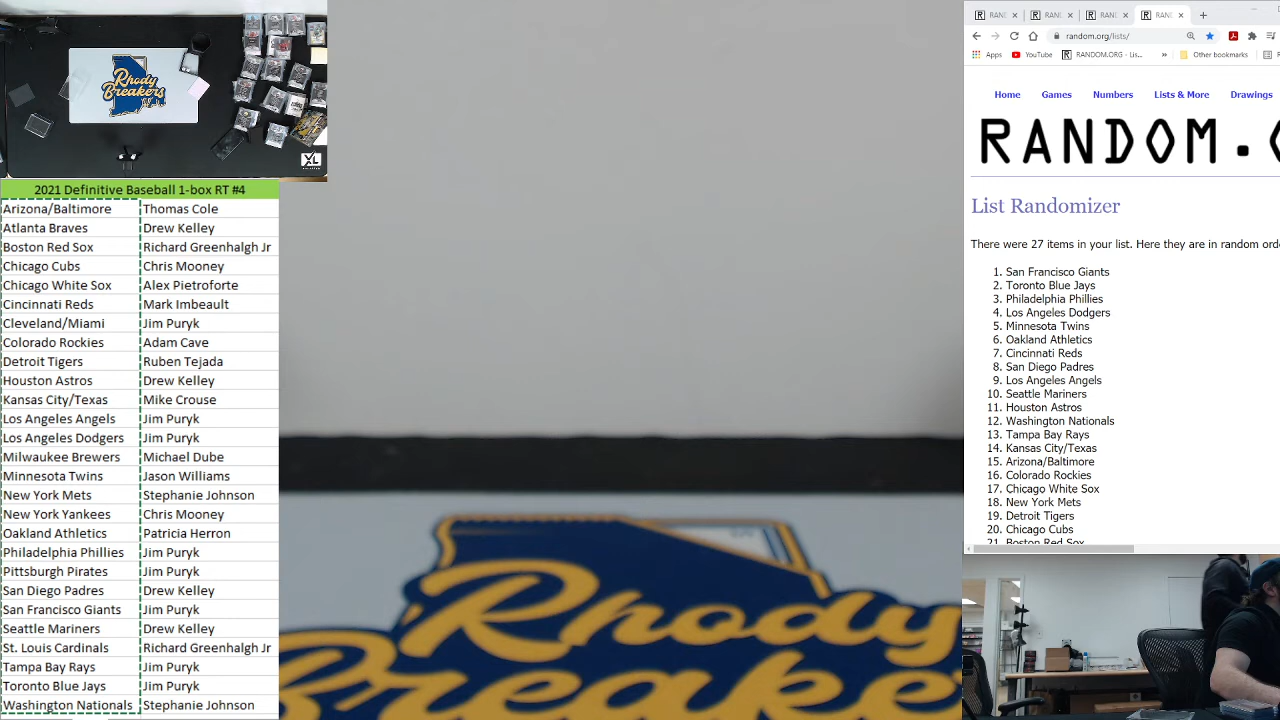 Rhody
Breakers
XL
2021 Definitive Baseball 1-box RT #4
Arizona/Baltimore Thomas Cole
Atlanta Braves Drew Kelley
Boston Red Sox Richard Greenhalgh Jr
Chicago Cubs Chris Mooney
Chicago White Sox Alex Pietroforte
Cincinnati Reds Mark Imbeault
Cleveland/Miami Jim Puryk
Colorado Rockies Adam Cave
Detroit Tigers Ruben Tejada
Houston Astros Drew Kelley
Kansas City/Texas Mike Crouse
Los Angeles Angels Jim Puryk
Los Angeles Dodgers Jim Puryk
Milwaukee Brewers Michael Dube
Minnesota Twins Jason Williams
New York Mets Stephanie Johnson
New York Yankees Chris Mooney
Oakland Athletics Patricia Herron
Philadelphia Phillies Jim Puryk
Pittsburgh Pirates Jim Puryk
San Diego Padres Drew Kelley
San Francisco Giants Jim Puryk
Seattle Mariners Drew Kelley
St. Louis Cardinals Richard Greenhalgh Jr
Tampa Bay Rays Jim Puryk
Toronto Blue Jays Jim Puryk
Washington Nationals Stephanie Johnson
Rhody
Breake
RAND RAND RAND RAND
random.org/lists/
Apps YouTube RANDOM.ORG - Lis... » Other bookmarks
Home Games Numbers Lists & More Drawings
RANDOM.O
List Randomizer
There were 27 items in your list. Here they are in random ord
1. San Francisco Giants
2. Toronto Blue Jays
3. Philadelphia Phillies
4. Los Angeles Dodgers
5. Minnesota Twins
6. Oakland Athletics
7. Cincinnati Reds
8. San Diego Padres
9. Los Angeles Angels
10. Seattle Mariners
11. Houston Astros
12. Washington Nationals
13. Tampa Bay Rays
14. Kansas City/Texas
15. Arizona/Baltimore
16. Colorado Rockies
17. Chicago White Sox
18. New York Mets
19. Detroit Tigers
20. Chicago Cubs
21. Boston Red Sox